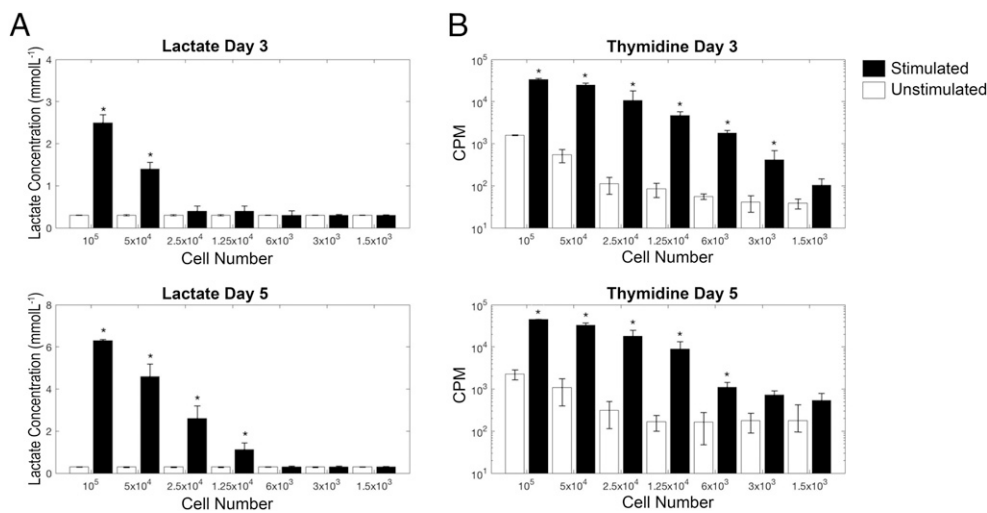 A
Lactate Day 3
Lactate Concentration (mmolL⁻¹)
4
3
2
1
0
* *
10⁵ 5x10⁴ 2.5x10⁴ 1.25x10⁴ 6x10³ 3x10³ 1.5x10³
Cell Number
Lactate Day 5
Lactate Concentration (mmolL⁻¹)
8
6
4
2
0
* * * *
10⁵ 5x10⁴ 2.5x10⁴ 1.25x10⁴ 6x10³ 3x10³ 1.5x10³
Cell Number
B
Thymidine Day 3
CPM
10⁵
10⁴
10³
10²
10¹
* * * * * *
10⁵ 5x10⁴ 2.5x10⁴ 1.25x10⁴ 6x10³ 3x10³ 1.5x10³
Cell Number
Stimulated
Unstimulated
Thymidine Day 5
CPM
10⁵
10⁴
10³
10²
10¹
* * * * *
10⁵ 5x10⁴ 2.5x10⁴ 1.25x10⁴ 6x10³ 3x10³ 1.5x10³
Cell Number